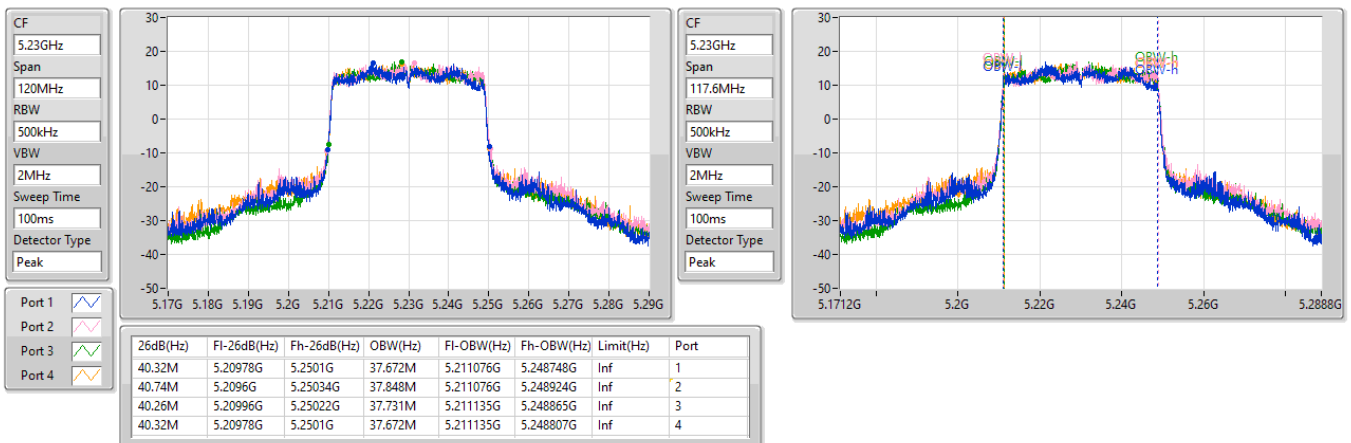 CF
5.23GHz
Span
120MHz
RBW
500kHz
VBW
2MHz
Sweep Time
100ms
Detector Type
Peak
30
20
10
0
-10
-20
-30
-40
-50
5.17G 5.18G 5.19G 5.2G 5.21G 5.22G 5.23G 5.24G 5.25G 5.26G 5.27G 5.28G 5.29G
CF
5.23GHz
Span
117.6MHz
RBW
500kHz
VBW
2MHz
Sweep Time
100ms
Detector Type
Peak
30
20
10
0
-10
-20
-30
-40
-50
OBW-l
OBW-h
5.1712G 5.2G 5.22G 5.24G 5.26G 5.2888G
Port 1
Port 2
Port 3
Port 4
26dB(Hz) Fl-26dB(Hz) Fh-26dB(Hz) OBW(Hz) Fl-OBW(Hz) Fh-OBW(Hz) Limit(Hz) Port
40.32M 5.20978G 5.2501G 37.672M 5.211076G 5.248748G Inf 1
40.74M 5.2096G 5.25034G 37.848M 5.211076G 5.248924G Inf 2
40.26M 5.20996G 5.25022G 37.731M 5.211135G 5.248865G Inf 3
40.32M 5.20978G 5.2501G 37.672M 5.211135G 5.248807G Inf 4